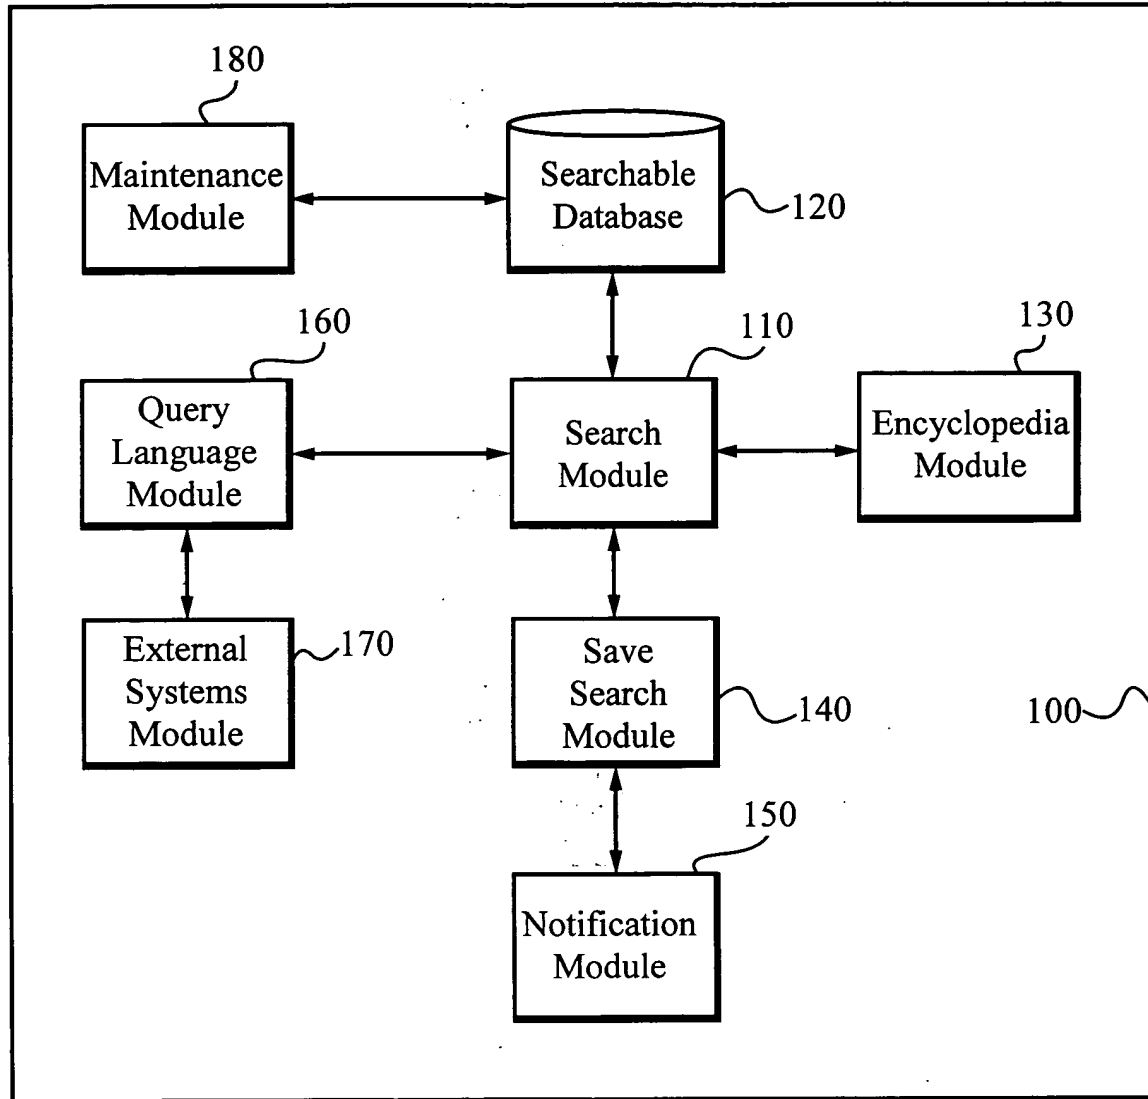 180
Maintenance
Module
Searchable
Database
120
160
110
130
Query
Language
Module
Search
Module
Encyclopedia
Module
External
Systems
Module
170
Save
Search
Module
140
100
150
Notification
Module